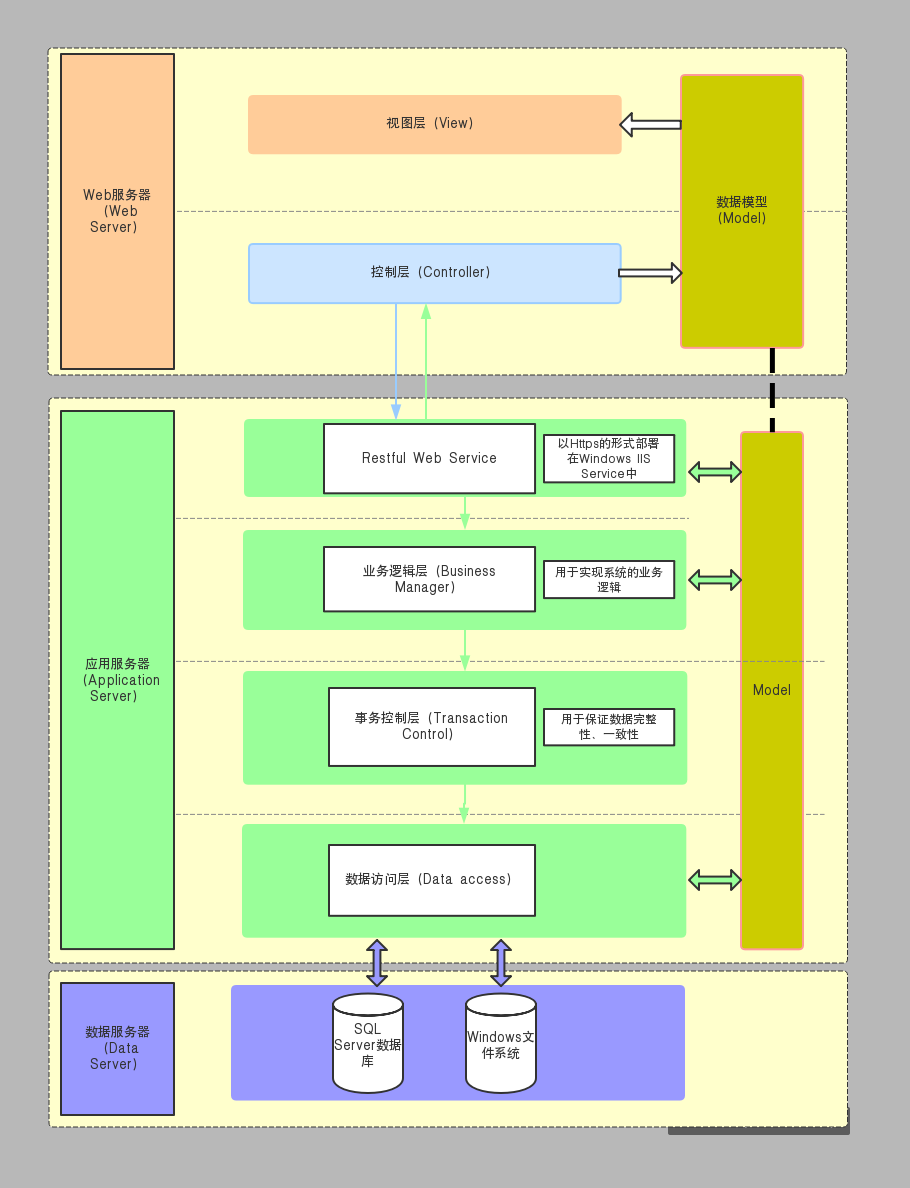 Web服务器
(Web
Server)
视图层 (View)
数据模型
(Model)
控制层 (Controller)
Restful Web Service
以Https的形式部署
在Windows IIS
Service中
业务逻辑层 (Business
Manager)
用于实现系统的业务
逻辑
应用服务器
(Application
Server)
Model
事务控制层 (Transaction
Control)
用于保证数据完整
性、一致性
数据访问层 (Data access)
数据服务器
(Data
Server)
SQL
Server数据
库
Windows文
件系统